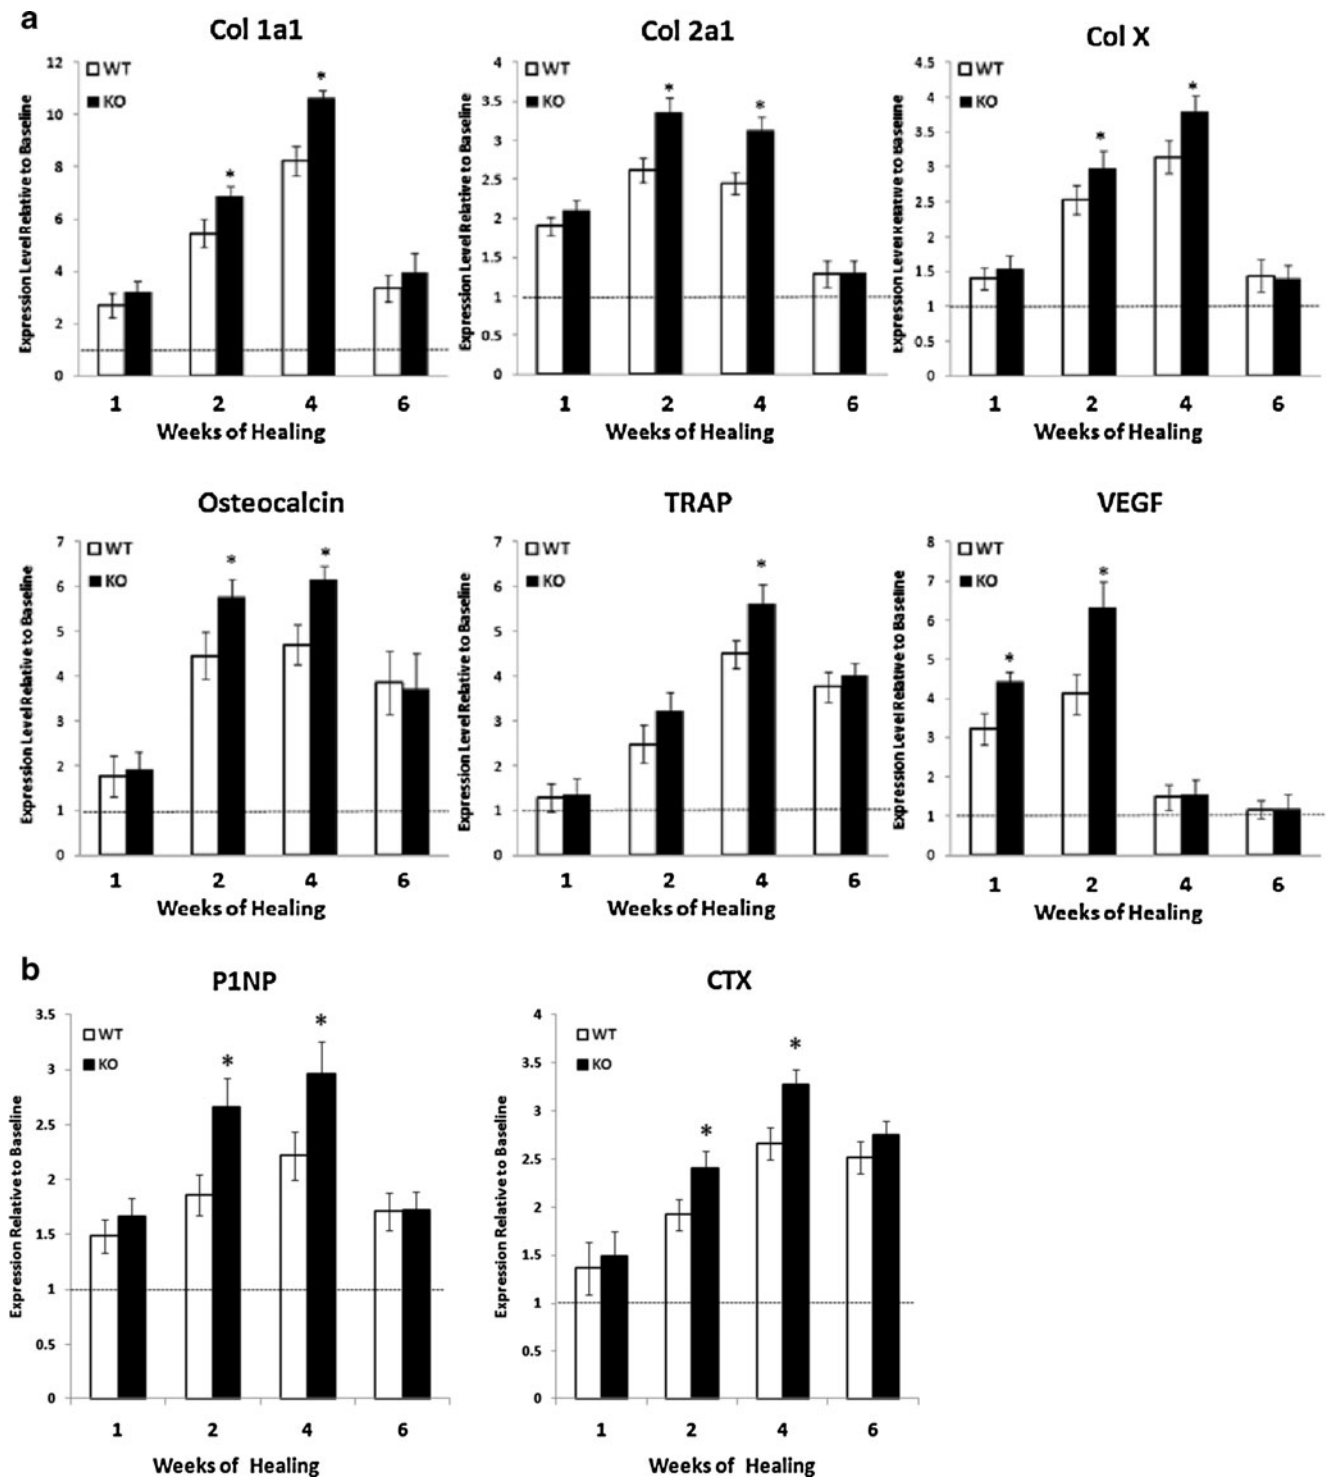 a
Col 1a1
Expression Level Relative to Baseline
12
10
8
6
4
2
0
WT
KO
*
*
1 2 4 6
Weeks of Healing
Col 2a1
Expression Level Relative to Baseline
4
3.5
3
2.5
2
1.5
1
0.5
0
WT
KO
*
*
1 2 4 6
Weeks of Healing
Col X
Expression Level Relative to Baseline
4.5
4
3.5
3
2.5
2
1.5
1
0.5
0
WT
KO
*
*
1 2 4 6
Weeks of Healing
Osteocalcin
Expression Level Relative to Baseline
7
6
5
4
3
2
1
0
WT
KO
*
*
1 2 4 6
Weeks of Healing
TRAP
Expression Level Relative to Baseline
7
6
5
4
3
2
1
0
WT
KO
*
1 2 4 6
Weeks of Healing
VEGF
Expression Level Relative to Baseline
8
7
6
5
4
3
2
1
0
WT
KO
*
*
1 2 4 6
Weeks of Healing
b
P1NP
Expression Relative to Baseline
3.5
3
2.5
2
1.5
1
0.5
0
WT
KO
*
*
1 2 4 6
Weeks of Healing
CTX
Expression Relative to Baseline
4
3.5
3
2.5
2
1.5
1
0.5
0
WT
KO
*
*
1 2 4 6
Weeks of Healing